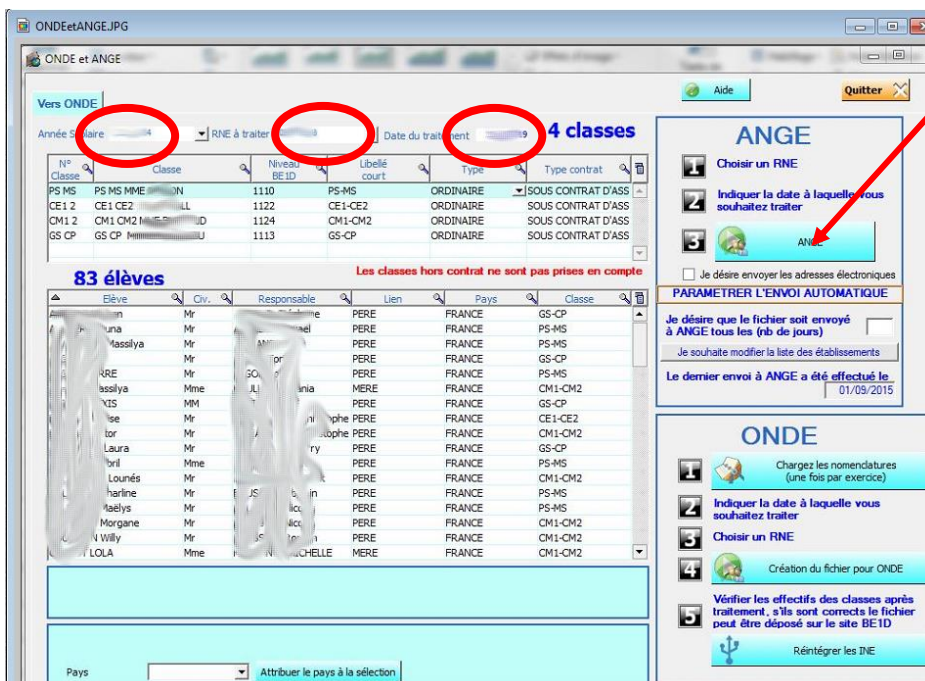 ONDEetANGE.JPG
ONDE et ANGE
Aide
Quitter
Vers ONDE
RNE à traiter
Date du traitement
4 classes
N° Classe
Classe
Niveau BE1D
Libellé court
Type
Type contrat
PS MS PS MS MME 1110 PS-MS ORDINAIRE SOUS CONTRAT D'ASS
CE1 2 CE1 CE2 1122 CE1-CE2 ORDINAIRE SOUS CONTRAT D'ASS
CM1 2 CM1 CM2 1124 CM1-CM2 ORDINAIRE SOUS CONTRAT D'ASS
GS CP GS CP 1113 GS-CP ORDINAIRE SOUS CONTRAT D'ASS
83 élèves
Les classes hors contrat ne sont pas prises en compte
Elève Civ. Responsable Lien Pays Classe
Mr PERE FRANCE GS-CP
Mr PERE FRANCE PS-MS
Massilya Mr PERE FRANCE PS-MS
Mr PERE FRANCE GS-CP
Mr PERE FRANCE PS-MS
Mme MERE FRANCE CM1-CM2
MM PERE FRANCE GS-CP
Mr PERE FRANCE CE1-CE2
Mr PERE FRANCE CM1-CM2
Laura Mr PERE FRANCE GS-CP
Mme PERE FRANCE PS-MS
Lounés Mr PERE FRANCE CM1-CM2
Mr PERE FRANCE PS-MS
Maëlys Mr PERE FRANCE PS-MS
Morgane Mr PERE FRANCE CM1-CM2
Willy Mr PERE FRANCE CM1-CM2
LOLA Mme MERE FRANCE CM1-CM2
Pays
Attribuer le pays à la sélection
ANGE
1 Choisir un RNE
2 Indiquer la date à laquelle vous
souhaitez traiter
3 ANGE
Je désire envoyer les adresses électroniques
PARAMETRER L'ENVOI AUTOMATIQUE
Je désire que le fichier soit envoyé
à ANGE tous les (nb de jours)
Je souhaite modifier la liste des établissements
Le dernier envoi à ANGE a été effectué le
01/09/2015
ONDE
1 Chargez les nomenclatures
(une fois par exercice)
2 Indiquer la date à laquelle vous
souhaitez traiter
3 Choisir un RNE
4 Création du fichier pour ONDE
5 Vérifier les effectifs des classes après
traitement, s'ils sont corrects le fichier
peut être déposé sur le site BE1D
Réintégrer les INE